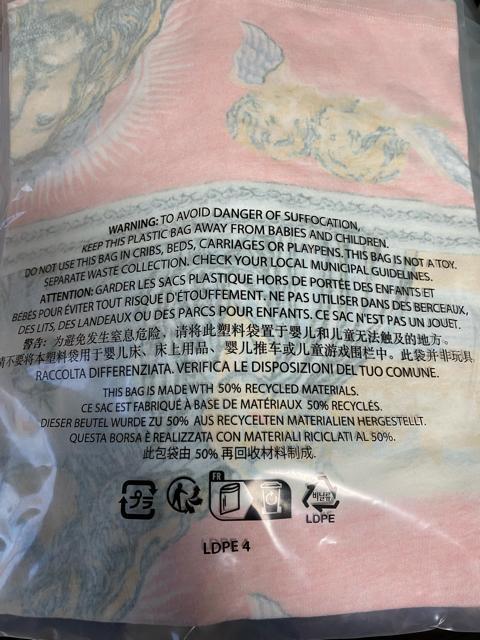 WARNING: TO AVOID DANGER OF SUFFOCATION,
KEEP THIS PLASTIC BAG AWAY FROM BABIES AND CHILDREN.
DO NOT USE THIS BAG IN CRIBS, BEDS, CARRIAGES OR PLAYPENS. THIS BAG IS NOT A TOY.
SEPARATE WASTE COLLECTION. CHECK YOUR LOCAL MUNICIPAL GUIDELINES.
ATTENTION: GARDER LES SACS PLASTIQUE HORS DE PORTÉE DES ENFANTS ET
BÉBÉS POUR ÉVITER TOUT RISQUE D'ÉTOUFFEMENT. NE PAS UTILISER DANS DES BERCEAUX,
DES LITS, DES LANDEAUX OU DES PARCS POUR ENFANTS. CE SAC N'EST PAS UN JOUET.
警告: 为避免发生窒息危险, 请将此塑料袋置于婴儿和儿童无法触及的地方。
请不要将本塑料袋用于婴儿床、床上用品、婴儿推车或儿童游戏围栏中。此袋并非玩具
RACCOLTA DIFFERENZIATA. VERIFICA LE DISPOSIZIONI DEL TUO COMUNE.
THIS BAG IS MADE WTH 50% RECYCLED MATERIALS.
CE SAC EST FABRIQUÉ À BASE DE MATÉRIAUX 50% RECYCLÉS.
DIESER BEUTEL WURDE ZU 50% AUS RECYCELTEN MATERIALIEN HERGESTELLT.
QUESTA BORSA È REALIZZATA CON MATERIALI RICICLATI AL 50%.
此包袋由 50% 再回收材料制成.
プラ
FR
비닐류
LDPE
LDPE 4